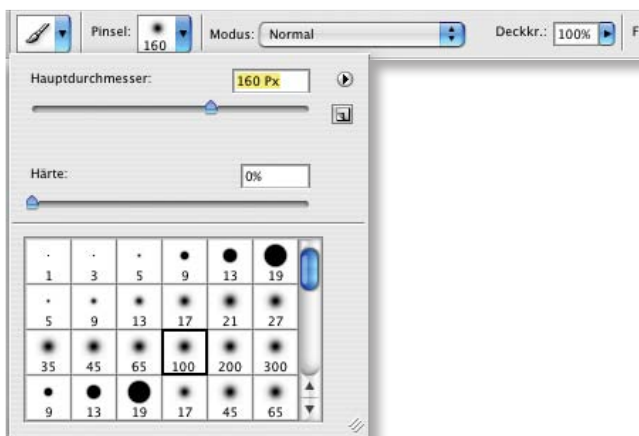 Pinsel: 160 Modus: Normal Deckkr.: 100% F
Hauptdurchmesser: 160 Px
Härte: 0%
1 3 5 9 13 19
5 9 13 17 21 27
35 45 65 100 200 300
9 13 19 17 45 65